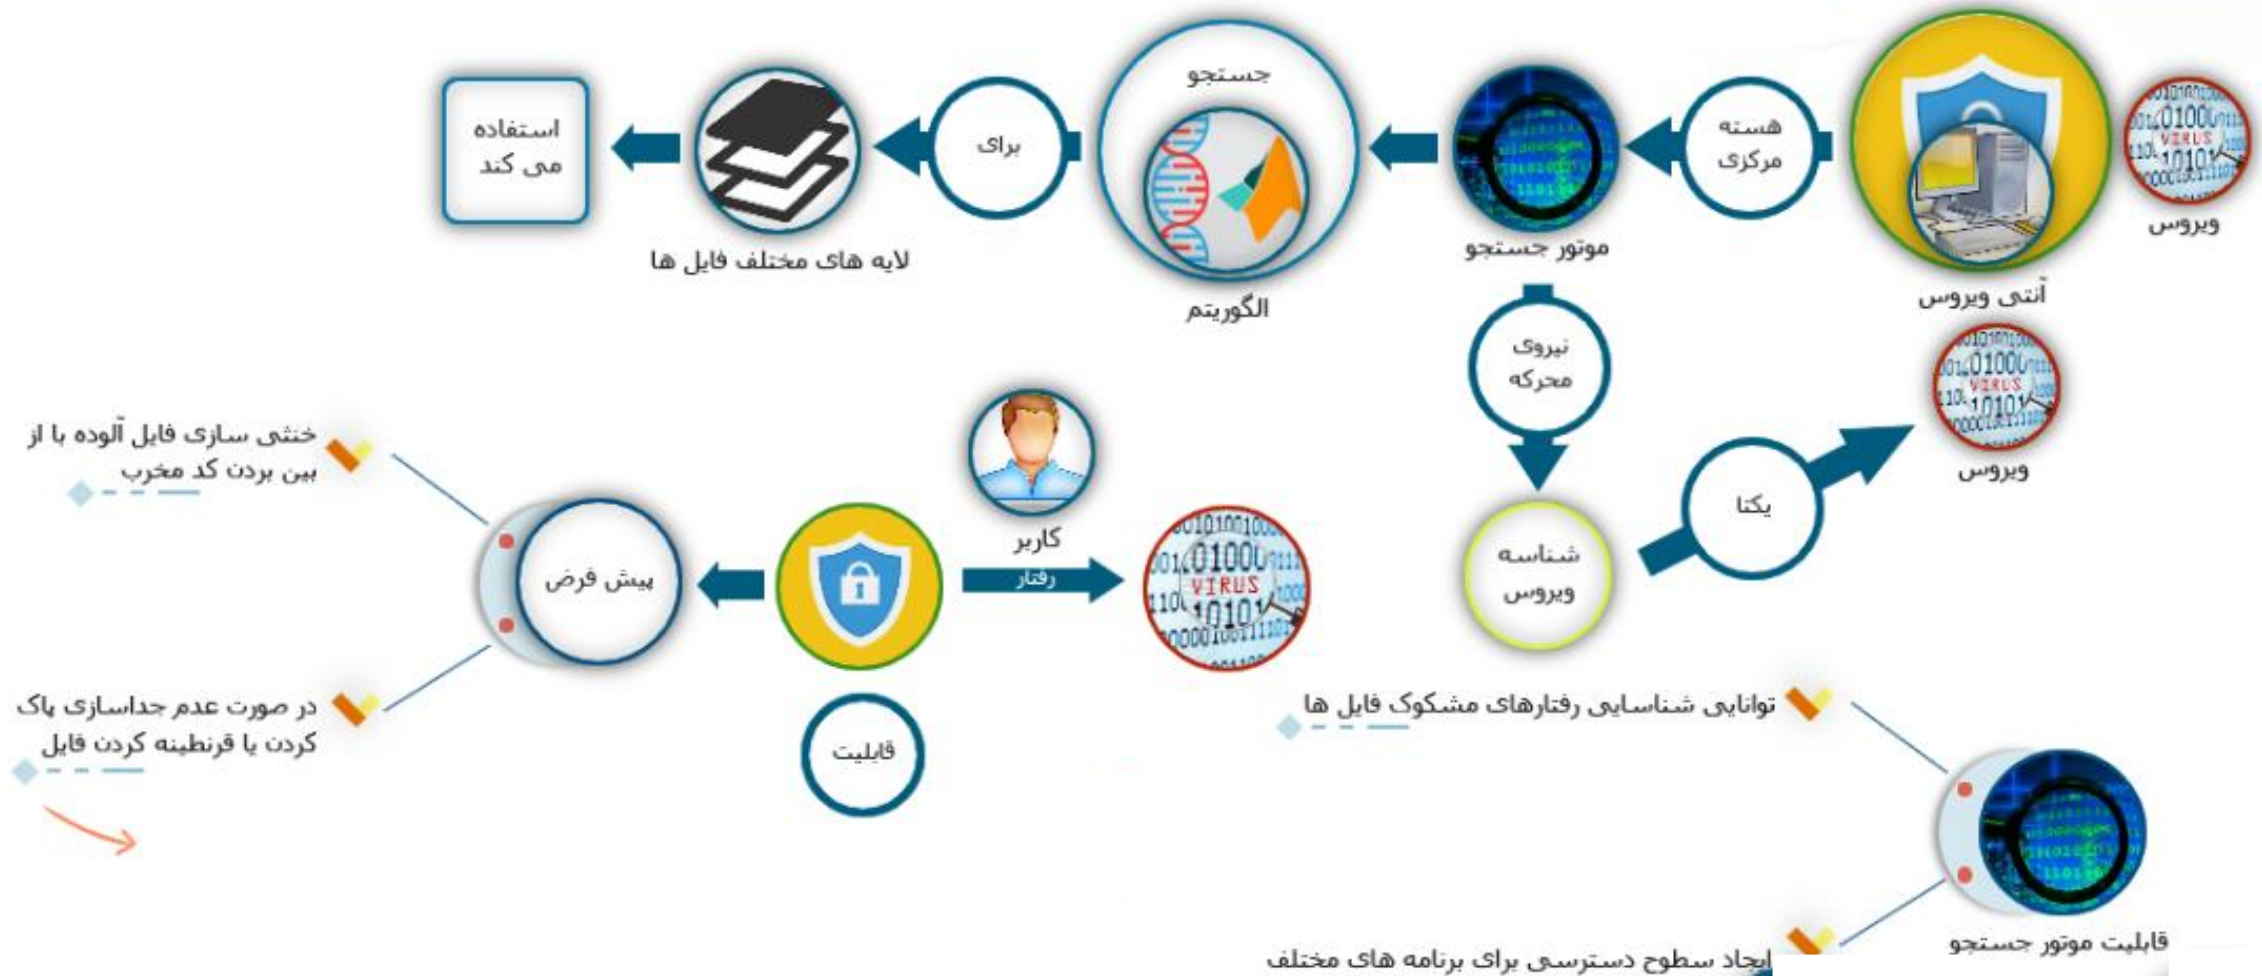 ویروس
آنتی ویروس
هسته
مرکزی
موتور جستجو
جستجو
الگوریتم
برای
لایه های مختلف فایل ها
استفاده
می کند
نیروی
محرکه
شناسه
ویروس
یکتا
ویروس
VIRUS
کاربر
رفتار
VIRUS
قابلیت
پیش فرض
خنثی سازی فایل آلوده با از
بین بردن کد مخرب
در صورت عدم جداسازی پاک
کردن یا قرنطینه کردن فایل
قابلیت موتور جستجو
توانایی شناسایی رفتارهای مشکوک فایل ها
ایجاد سطوح دسترسی برای برنامه های مختلف